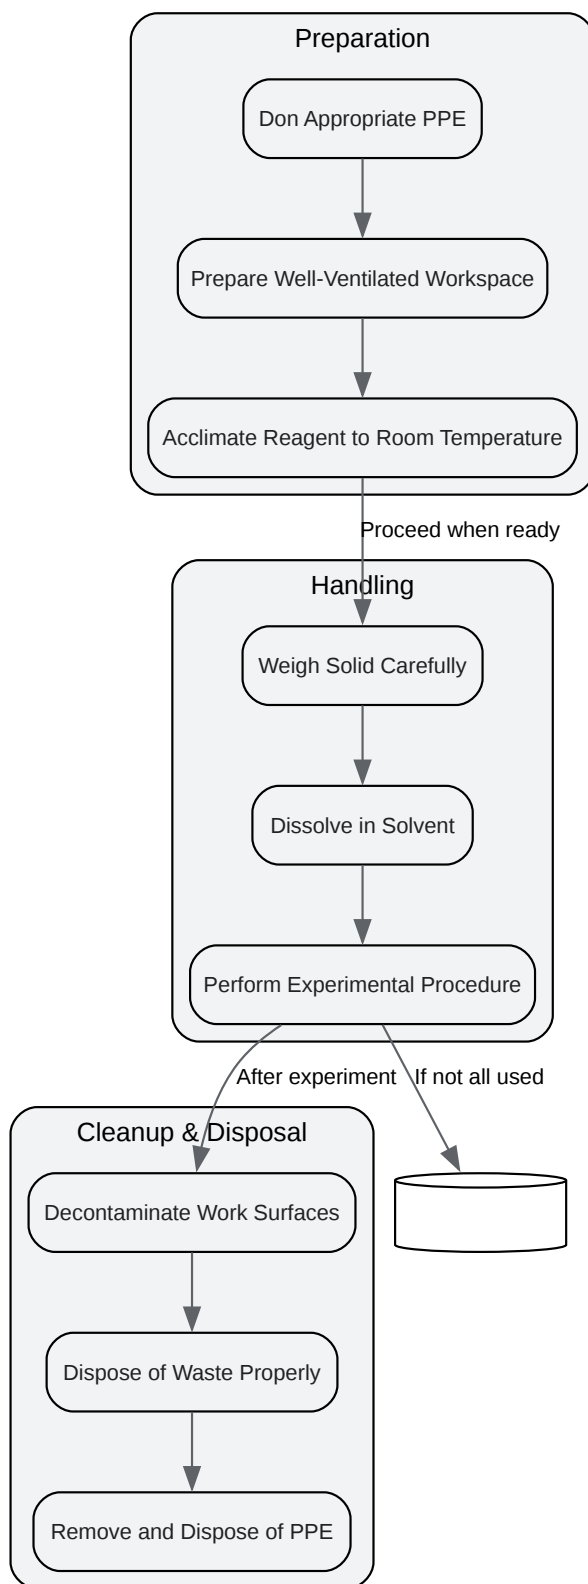 Preparation
Don Appropriate PPE
Prepare Well-Ventilated Workspace
Acclimate Reagent to Room Temperature
Proceed when ready
Handling
Weigh Solid Carefully
Dissolve in Solvent
Perform Experimental Procedure
After experiment
If not all used
Cleanup & Disposal
Decontaminate Work Surfaces
Dispose of Waste Properly
Remove and Dispose of PPE